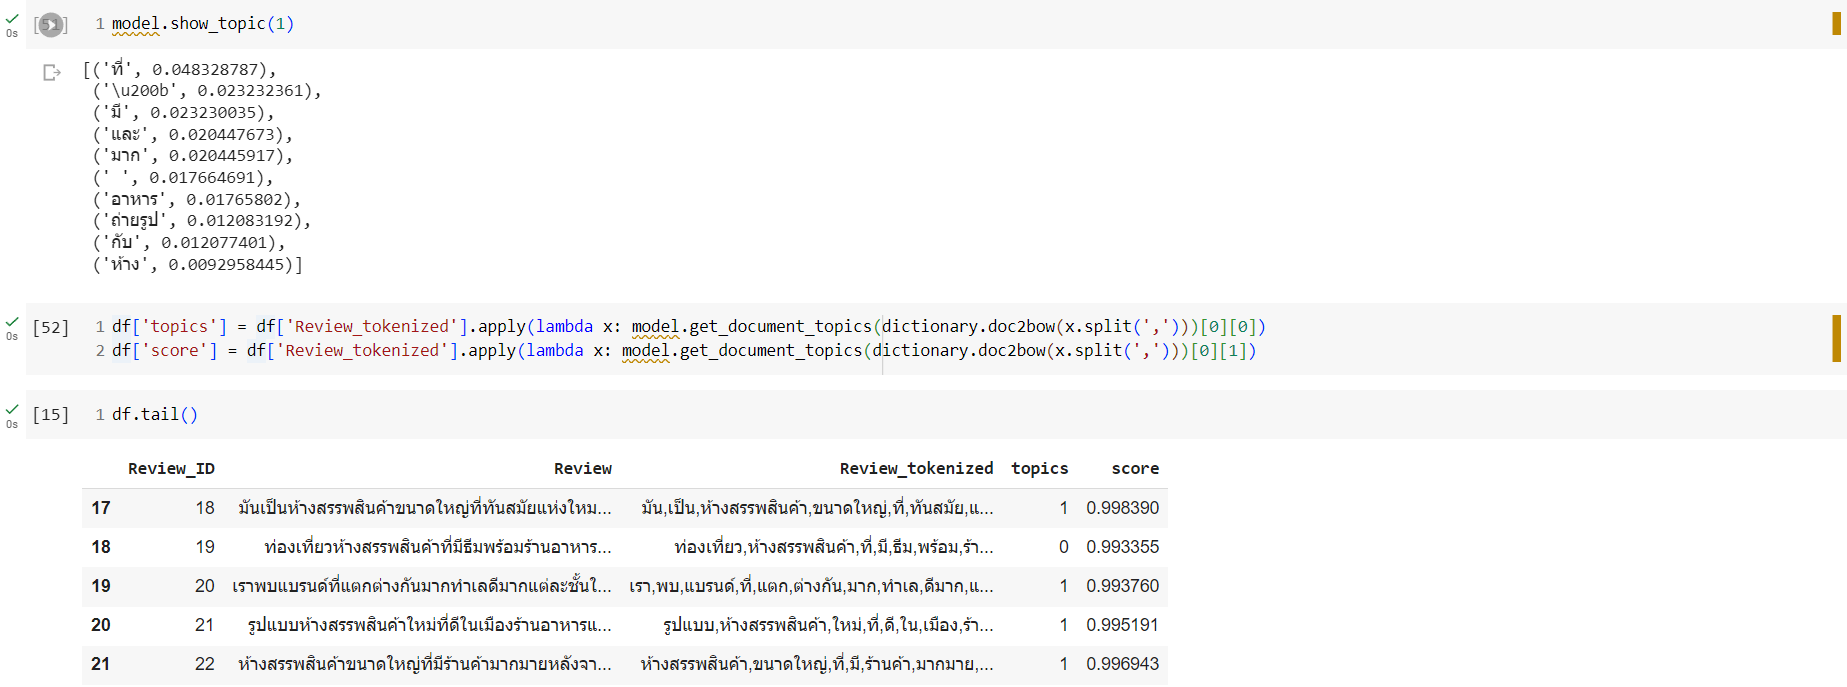 [51] 1 model.show_topic(1)
0s
[('ที่', 0.048328787),
('\u200b', 0.023232361),
('มี', 0.023230035),
('และ', 0.020447673),
('มาก', 0.020445917),
(' ', 0.017664691),
('อาหาร', 0.01765802),
('ถ่ายรูป', 0.012083192),
('กับ', 0.012077401),
('ห้าง', 0.0092958445)]
[52] 1 df['topics'] = df['Review_tokenized'].apply(lambda x: model.get_document_topics(dictionary.doc2bow(x.split(',')))[0][0])
0s
2 df['score'] = df['Review_tokenized'].apply(lambda x: model.get_document_topics(dictionary.doc2bow(x.split(',')))[0][1])
[15] 1 df.tail()
0s
Review_ID Review Review_tokenized topics score
17 18 มันเป็นห้างสรรพสินค้าขนาดใหญ่ที่ทันสมัยแห่งใหม... มัน,เป็น,ห้างสรรพสินค้า,ขนาดใหญ่,ที่,ทันสมัย,แ... 1 0.998390
18 19 ท่องเที่ยวห้างสรรพสินค้าที่มีธีมพร้อมร้านอาหาร... ท่องเที่ยว,ห้างสรรพสินค้า,ที่,มี,ธีม,พร้อม,ร้า... 0 0.993355
19 20 เราพบแบรนด์ที่แตกต่างกันมากทำเลดีมากแต่ละชั้นใ... เรา,พบ,แบรนด์,ที่,แตก,ต่างกัน,มาก,ทำเล,ดีมาก,แ... 1 0.993760
20 21 รูปแบบห้างสรรพสินค้าใหม่ที่ดีในเมืองร้านอาหารแ... รูปแบบ,ห้างสรรพสินค้า,ใหม่,ที่,ดี,ใน,เมือง,ร้า... 1 0.995191
21 22 ห้างสรรพสินค้าขนาดใหญ่ที่มีร้านค้ามากมายหลังจา... ห้างสรรพสินค้า,ขนาดใหญ่,ที่,มี,ร้านค้า,มากมาย,... 1 0.996943